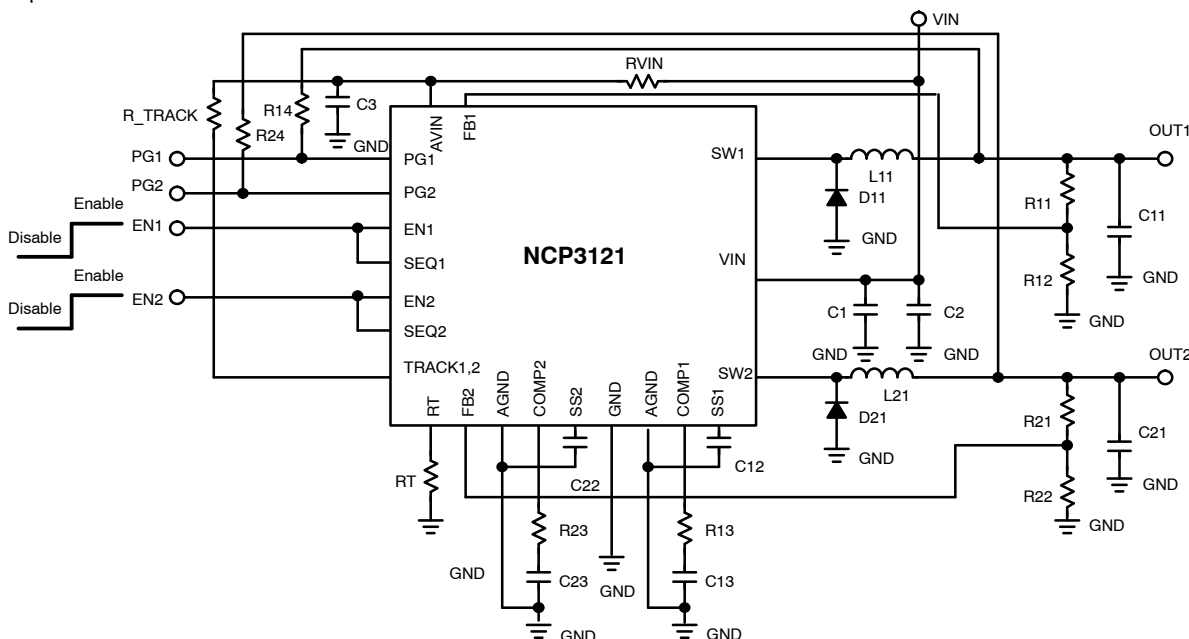 VIN
RVIN
R_TRACK
R14
C3
R24
GND
AVIN
FB1
OUT1
PG1
PG1
SW1
L11
PG2
PG2
D11
R11
C11
Enable
EN1
EN1
Disable
GND
SEQ1
NCP3121
VIN
R12
GND
Enable
EN2
EN2
Disable
SEQ2
C1
C2
GND
GND
GND
OUT2
TRACK1,2
SW2
L21
RT
FB2
AGND
COMP2
SS2
GND
AGND
COMP1
SS1
D21
R21
C21
GND
C12
RT
C22
R22
GND
GND
R23
R13
GND
GND
C23
C13
GND
GND